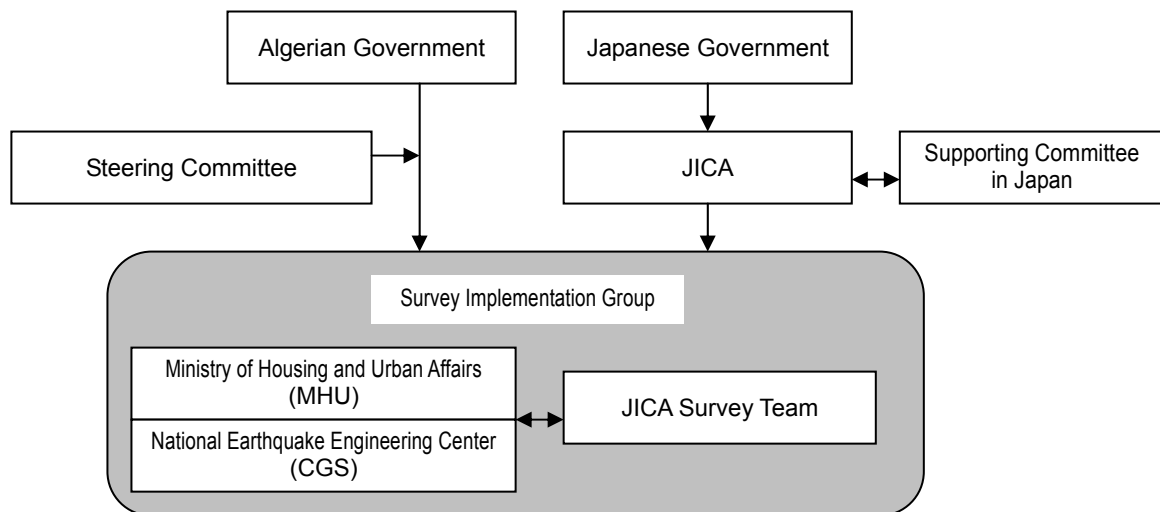 Algerian Government
Japanese Government
Steering Committee
JICA
Supporting Committee
in Japan
Survey Implementation Group
Ministry of Housing and Urban Affairs
(MHU)
National Earthquake Engineering Center
(CGS)
JICA Survey Team